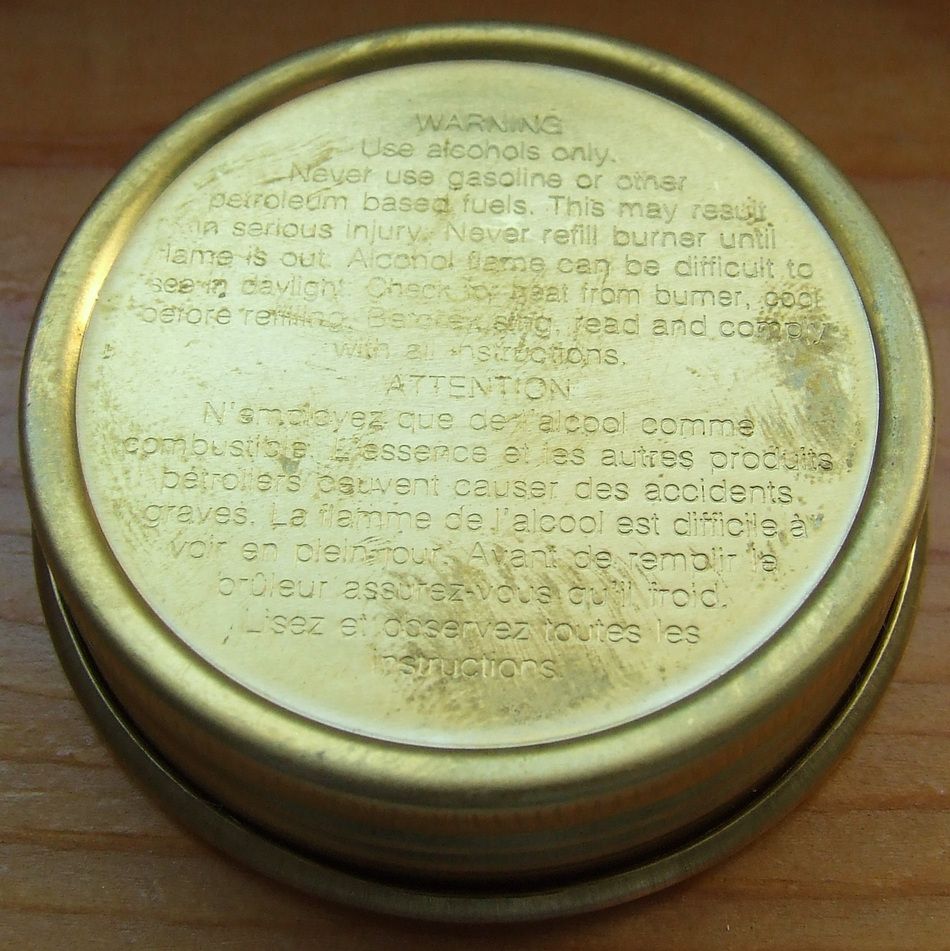 WARNING
Use alcohols only.
Never use gasoline or other
petroleum based fuels. This may result
in serious injury. Never refill burner until
flame is out. Alcohol flame can be difficult to
see in daylight. Check for heat from burner, cool
before refilling. Before using, read and comply
with all instructions.
ATTENTION
N'employez que de l'alcool comme
combustible. L'essence et les autres produits
pétroliers peuvent causer des accidents
graves. La flamme de l'alcool est difficile à
voir en plein jour. Avant de remplir le
brûleur assurez-vous qu'il froid.
Lisez et observez toutes les
instructions.